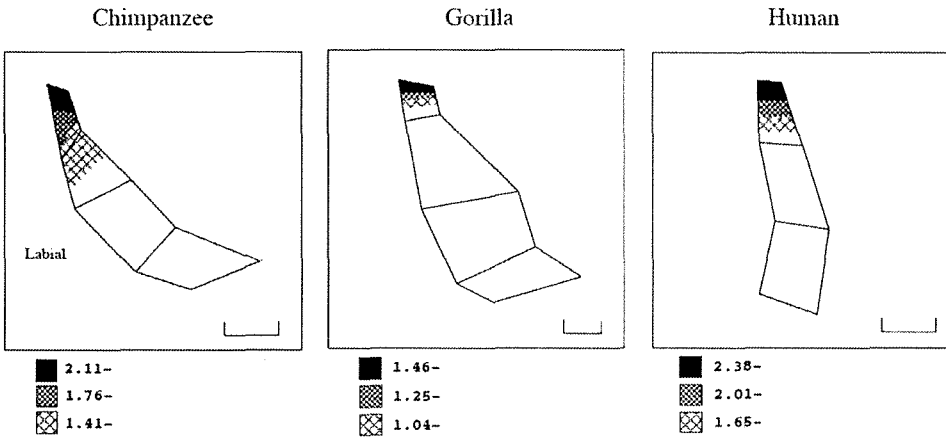 Chimpanzee
Gorilla
Human
Labial
2.11-
1.76-
1.41-
1.46-
1.25-
1.04-
2.38-
2.01-
1.65-